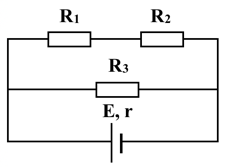 R₁ R₂
R₃
E, r